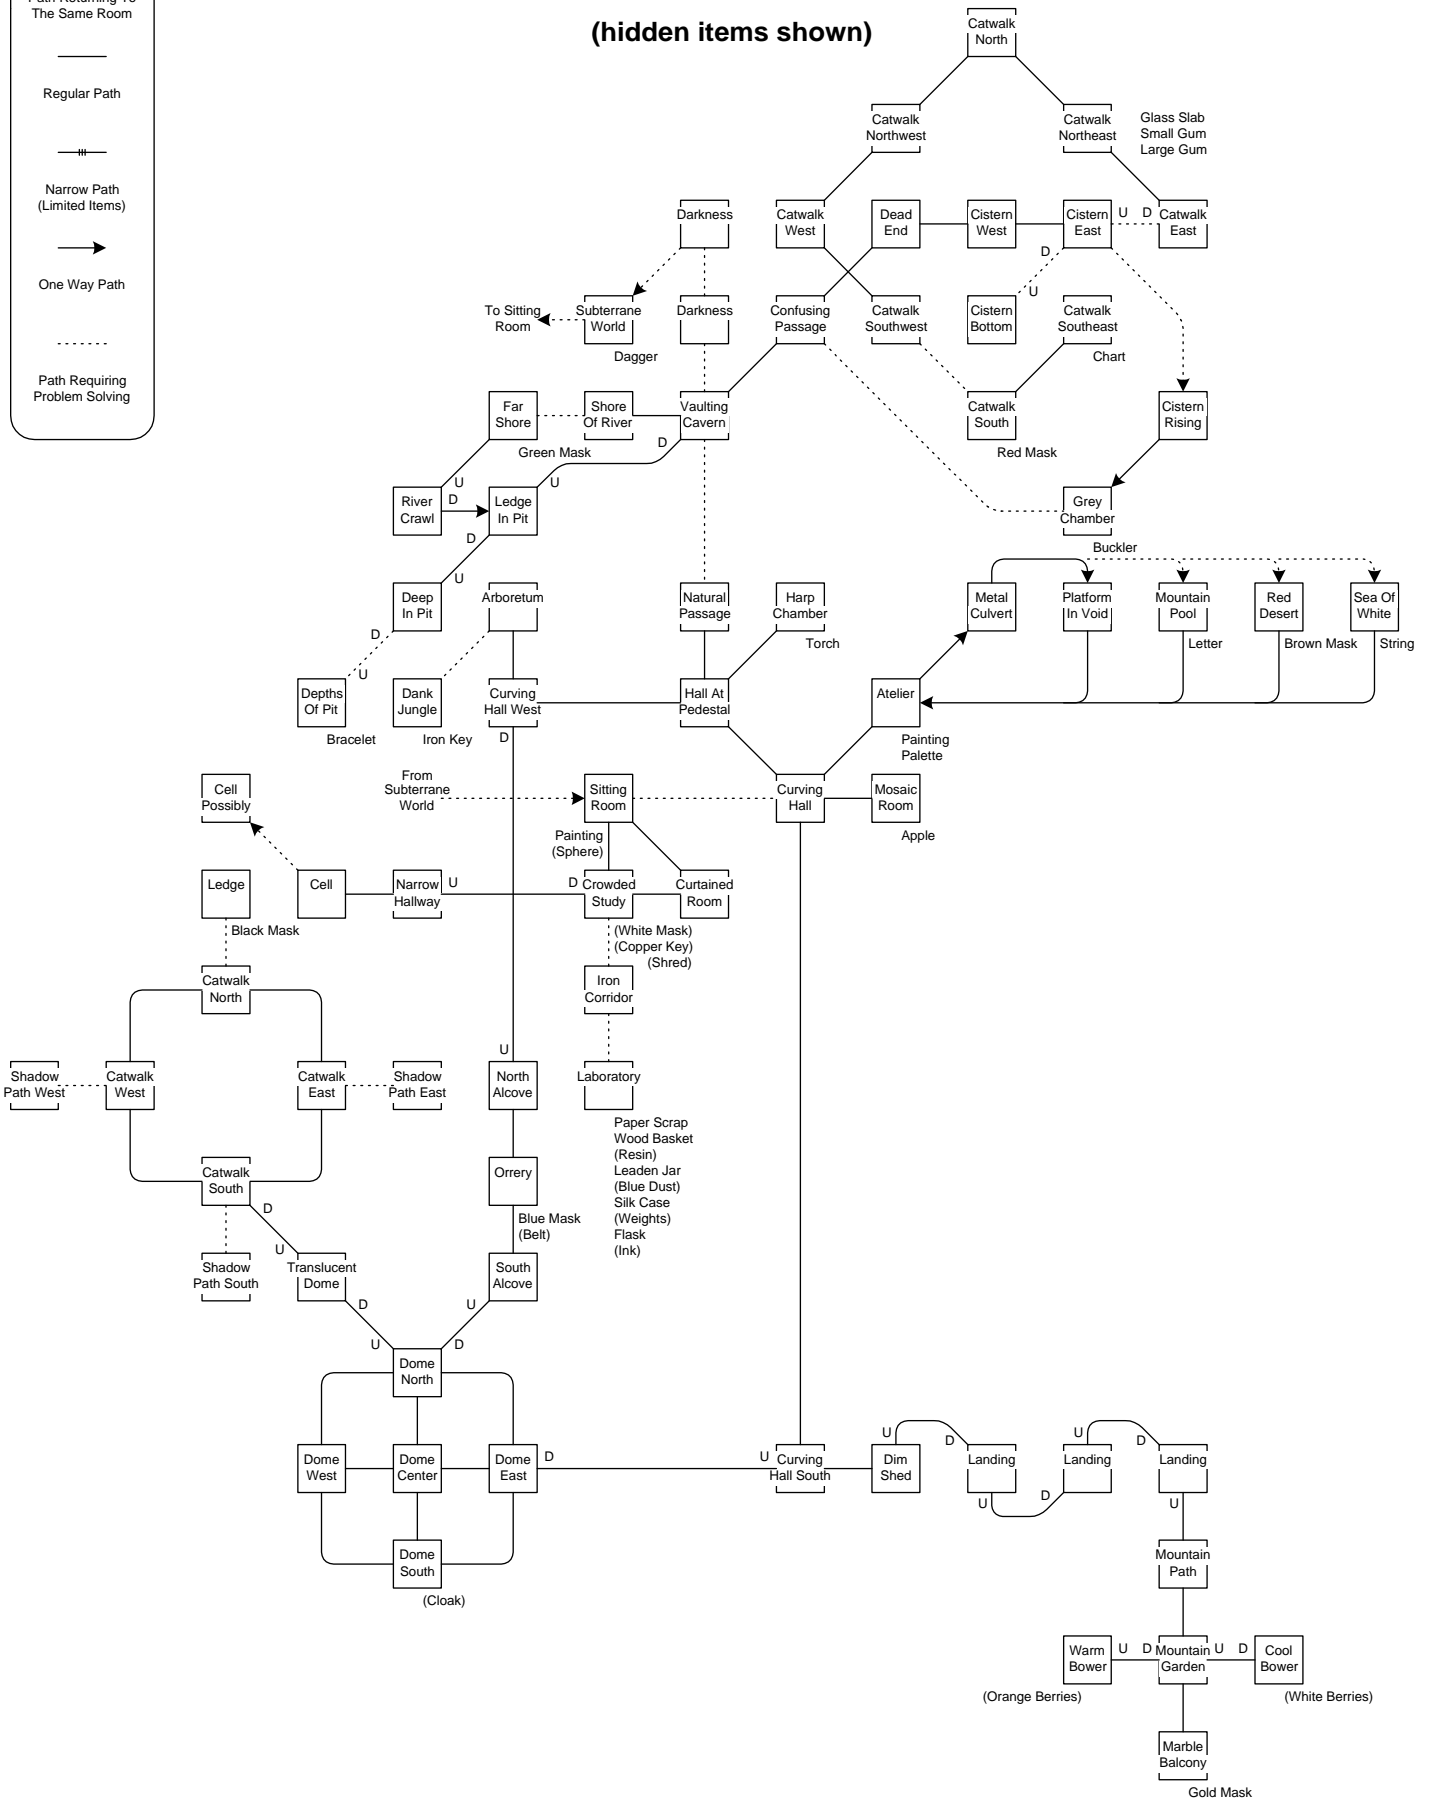 Path Returning To
The Same Room
Regular Path
Narrow Path
(Limited Items)
One Way Path
Path Requiring
Problem Solving
(hidden items shown)
Catwalk
North
Catwalk
Northwest
Catwalk
Northeast
Glass Slab
Small Gum
Large Gum
Darkness
Catwalk
West
Dead
End
Cistern
West
Cistern
East
U
D
Catwalk
East
D
U
To Sitting
Room
Subterrane
World
Dagger
Darkness
Confusing
Passage
Catwalk
Southwest
Cistern
Bottom
Catwalk
Southeast
Chart
Far
Shore
Shore
Of River
Green Mask
Vaulting
Cavern
D
U
Catwalk
South
Red Mask
Cistern
Rising
U
River
Crawl
D
Ledge
In Pit
D
U
Grey
Chamber
Buckler
Deep
In Pit
D
U
Arboretum
Natural
Passage
Harp
Chamber
Torch
Metal
Culvert
Platform
In Void
Mountain
Pool
Letter
Red
Desert
Brown Mask
Sea Of
White
String
Depths
Of Pit
Bracelet
Dank
Jungle
Iron Key
Curving
Hall West
D
Hall At
Pedestal
Atelier
Painting
Palette
Cell
Possibly
From
Subterrane
World
Sitting
Room
Painting
(Sphere)
Curving
Hall
Mosaic
Room
Apple
Ledge
Black Mask
Cell
Narrow
Hallway
U
D
Crowded
Study
(White Mask)
(Copper Key)
(Shred)
Curtained
Room
Catwalk
North
Iron
Corridor
U
Shadow
Path West
Catwalk
West
Catwalk
East
Shadow
Path East
North
Alcove
Laboratory
Paper Scrap
Wood Basket
(Resin)
Leaden Jar
(Blue Dust)
Silk Case
(Weights)
Flask
(Ink)
Catwalk
South
D
U
Orrery
Blue Mask
(Belt)
Shadow
Path South
Translucent
Dome
D
U
South
Alcove
U
D
Dome
North
Dome
West
Dome
Center
Dome
East
D
U
Curving
Hall South
Dim
Shed
U
D
Landing
U
D
Landing
U
D
Landing
U
Dome
South
(Cloak)
Mountain
Path
Warm
Bower
(Orange Berries)
U
D
Mountain
Garden
U
D
Cool
Bower
(White Berries)
Marble
Balcony
Gold Mask